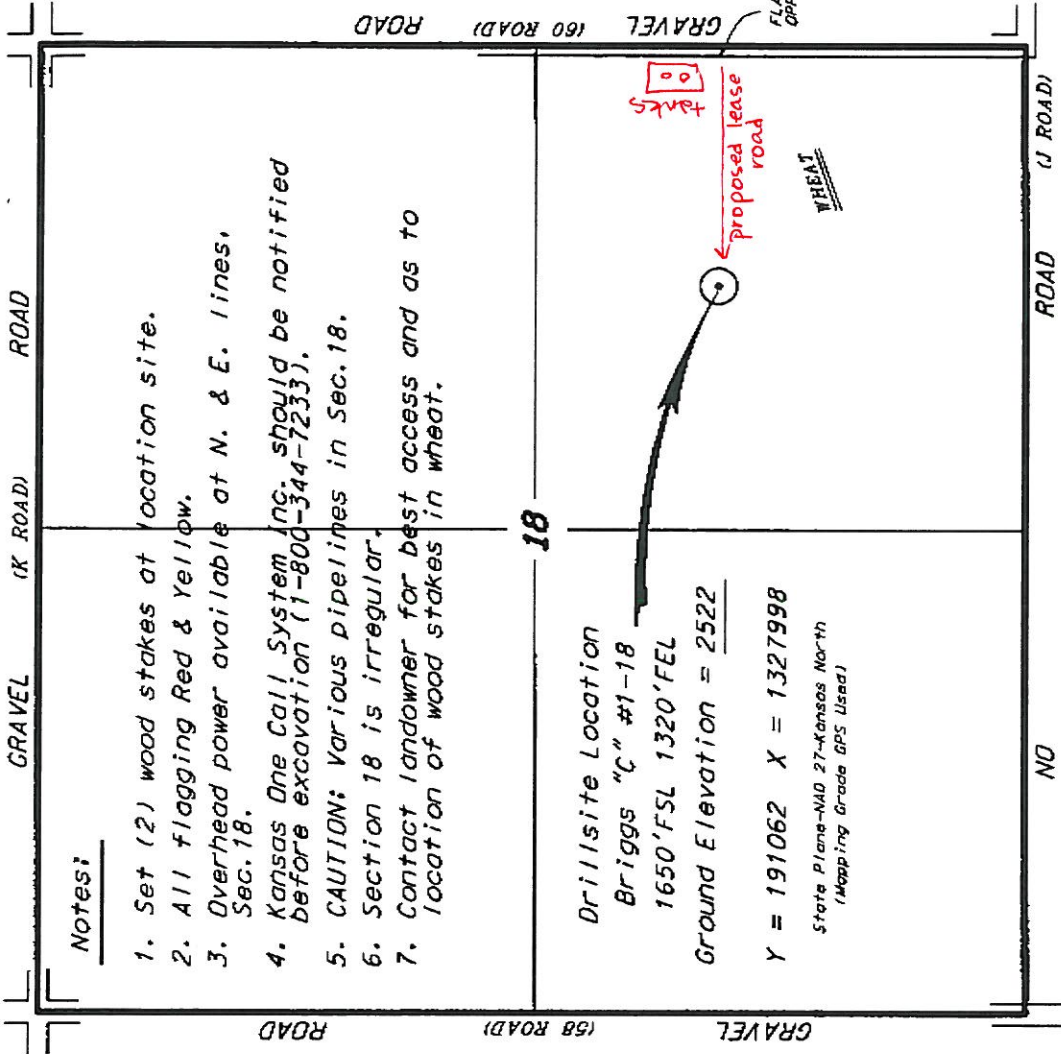 GRAVEL (K ROAD) ROAD
GRAVEL (60 ROAD) ROAD
Notes:
1. Set (2) wood stakes at location site.
2. All flagging Red & Yellow.
3. Overhead power available at N. & E. lines.
Sec.18.
4. Kansas One Call System Inc. should be notified
before excavation (1-800-344-7233).
5. CAUTION: Various pipelines in Sec.18.
6. Section 18 is irregular.
7. Contact landowner for best access and as to
location of wood stakes in wheat.
18
tanks
proposed lease
road
WHEAT
Drillsite Location
Briggs "C" #1-18
1650'FSL 1320'FEL
Ground Elevation = 2522
Y = 191062 X = 1327998
State Plane-NAD 27-Kansas North
(Mapping Grade GPS Used)
GRAVEL (58 ROAD) ROAD
NO ROAD (J ROAD)